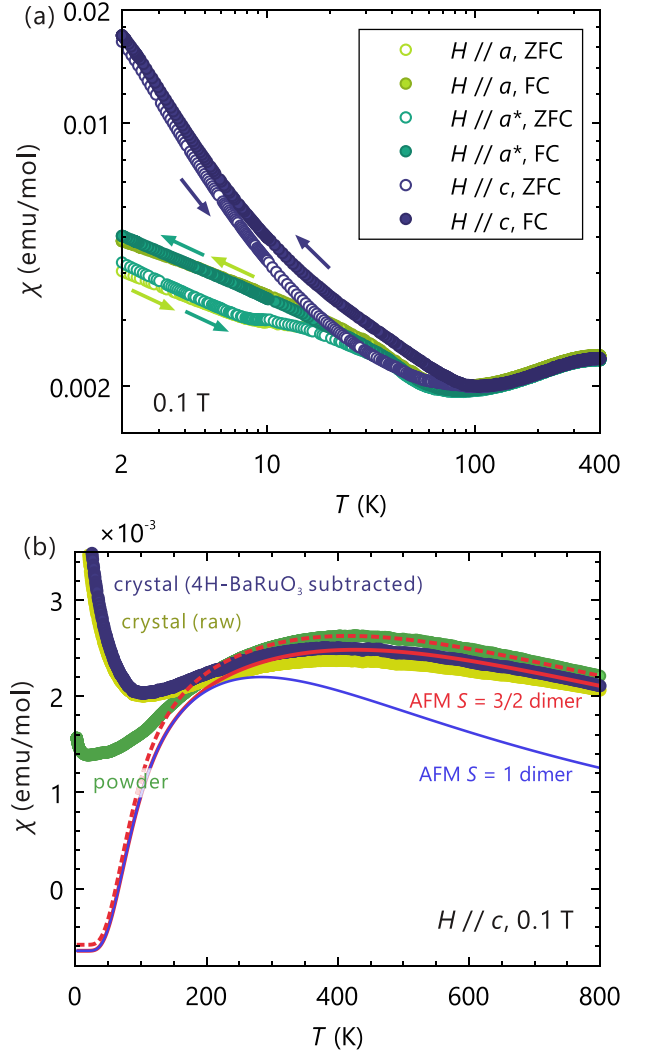 (a)
0.02
0.01
0.002
χ (emu/mol)
H // a, ZFC
H // a, FC
H // a*, ZFC
H // a*, FC
H // c, ZFC
H // c, FC
0.1 T
2
10
100
400
T (K)
(b)
×10⁻³
crystal (4H-BaRuO₃ subtracted)
crystal (raw)
3
2
1
0
χ (emu/mol)
AFM S = 3/2 dimer
AFM S = 1 dimer
powder
H // c, 0.1 T
0
200
400
600
800
T (K)